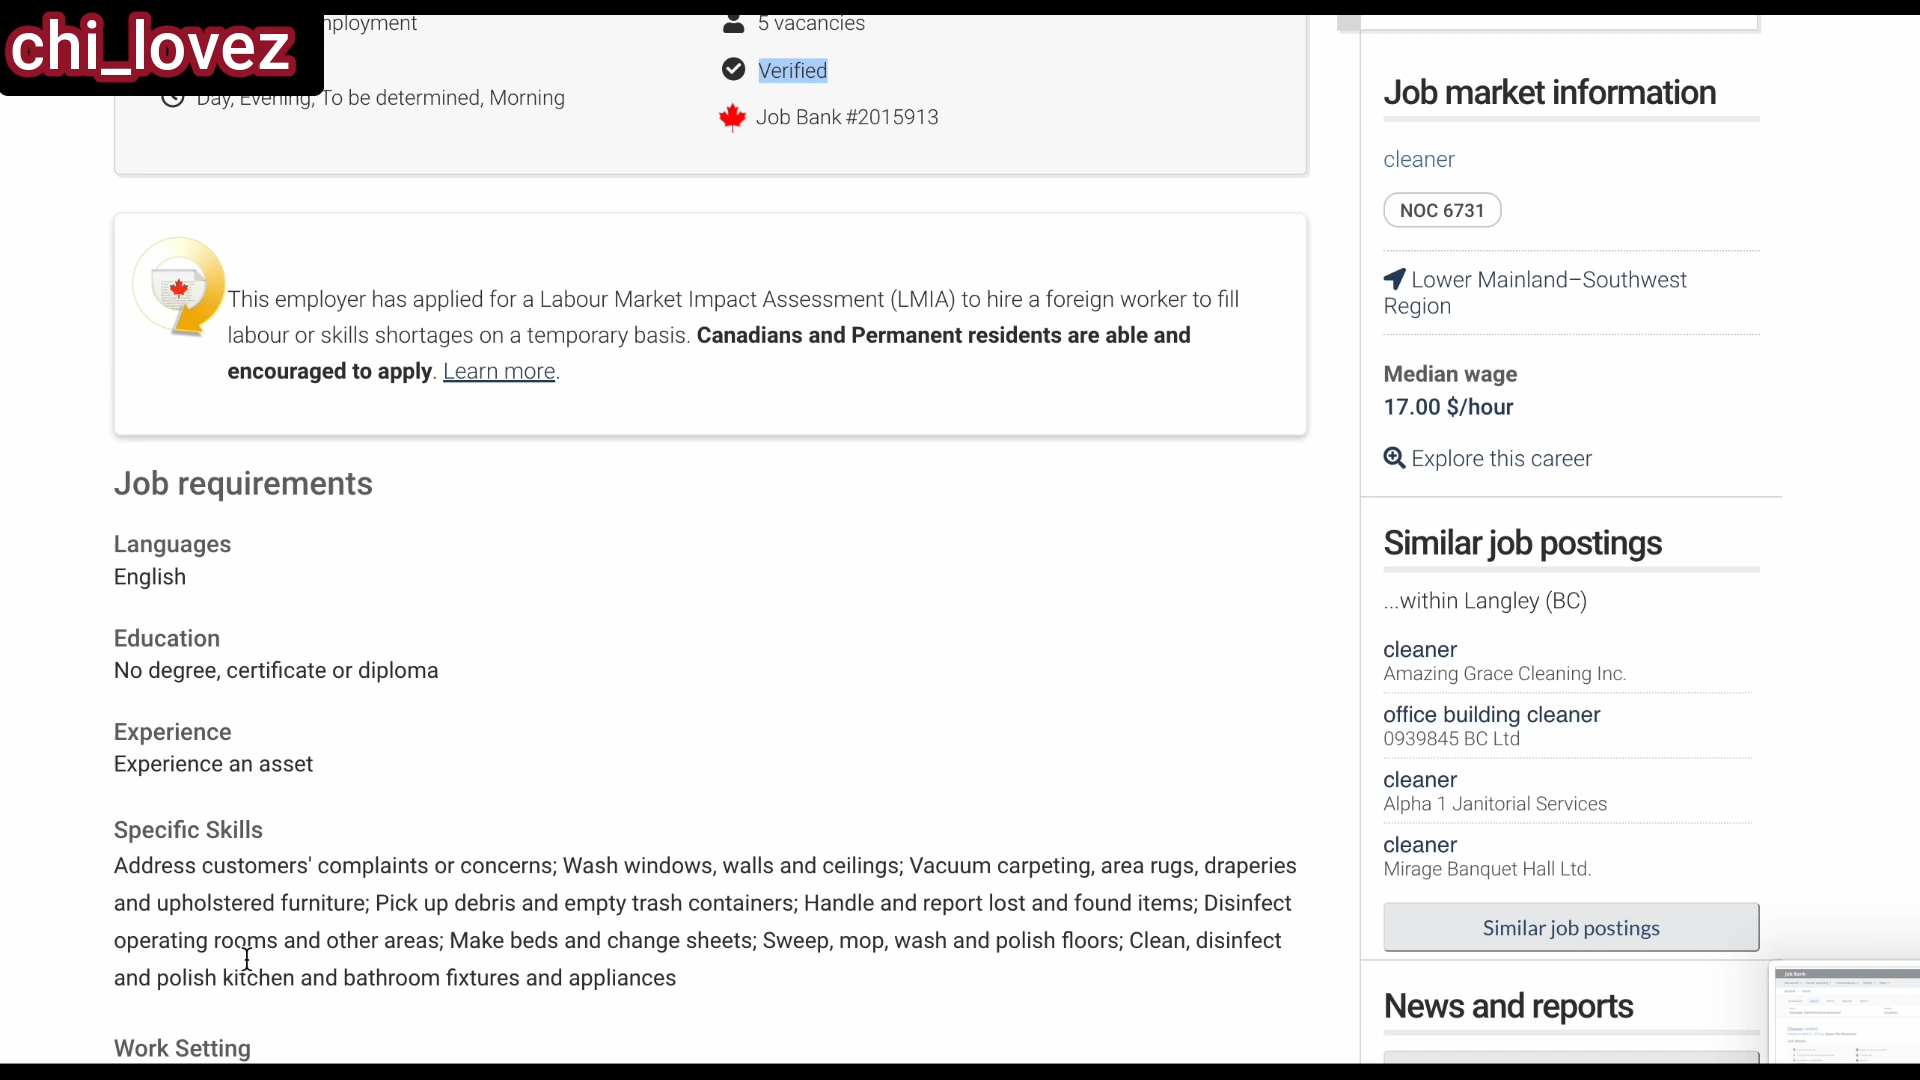 chi_lovez
mployment
Day, Evening, To be determined, Morning
5 vacancies
Verified
Job Bank #2015913
This employer has applied for a Labour Market Impact Assessment (LMIA) to hire a foreign worker to fill
labour or skills shortages on a temporary basis. Canadians and Permanent residents are able and
encouraged to apply. Learn more.
Job requirements
Languages
English
Education
No degree, certificate or diploma
Experience
Experience an asset
Specific Skills
Address customers' complaints or concerns; Wash windows, walls and ceilings; Vacuum carpeting, area rugs, draperies
and upholstered furniture; Pick up debris and empty trash containers; Handle and report lost and found items; Disinfect
operating rooms and other areas; Make beds and change sheets; Sweep, mop, wash and polish floors; Clean, disinfect
and polish kitchen and bathroom fixtures and appliances
Work Setting
Job market information
cleaner
NOC 6731
Lower Mainland–Southwest
Region
Median wage
17.00 $/hour
Explore this career
Similar job postings
...within Langley (BC)
cleaner
Amazing Grace Cleaning Inc.
office building cleaner
0939845 BC Ltd
cleaner
Alpha 1 Janitorial Services
cleaner
Mirage Banquet Hall Ltd.
Similar job postings
News and reports